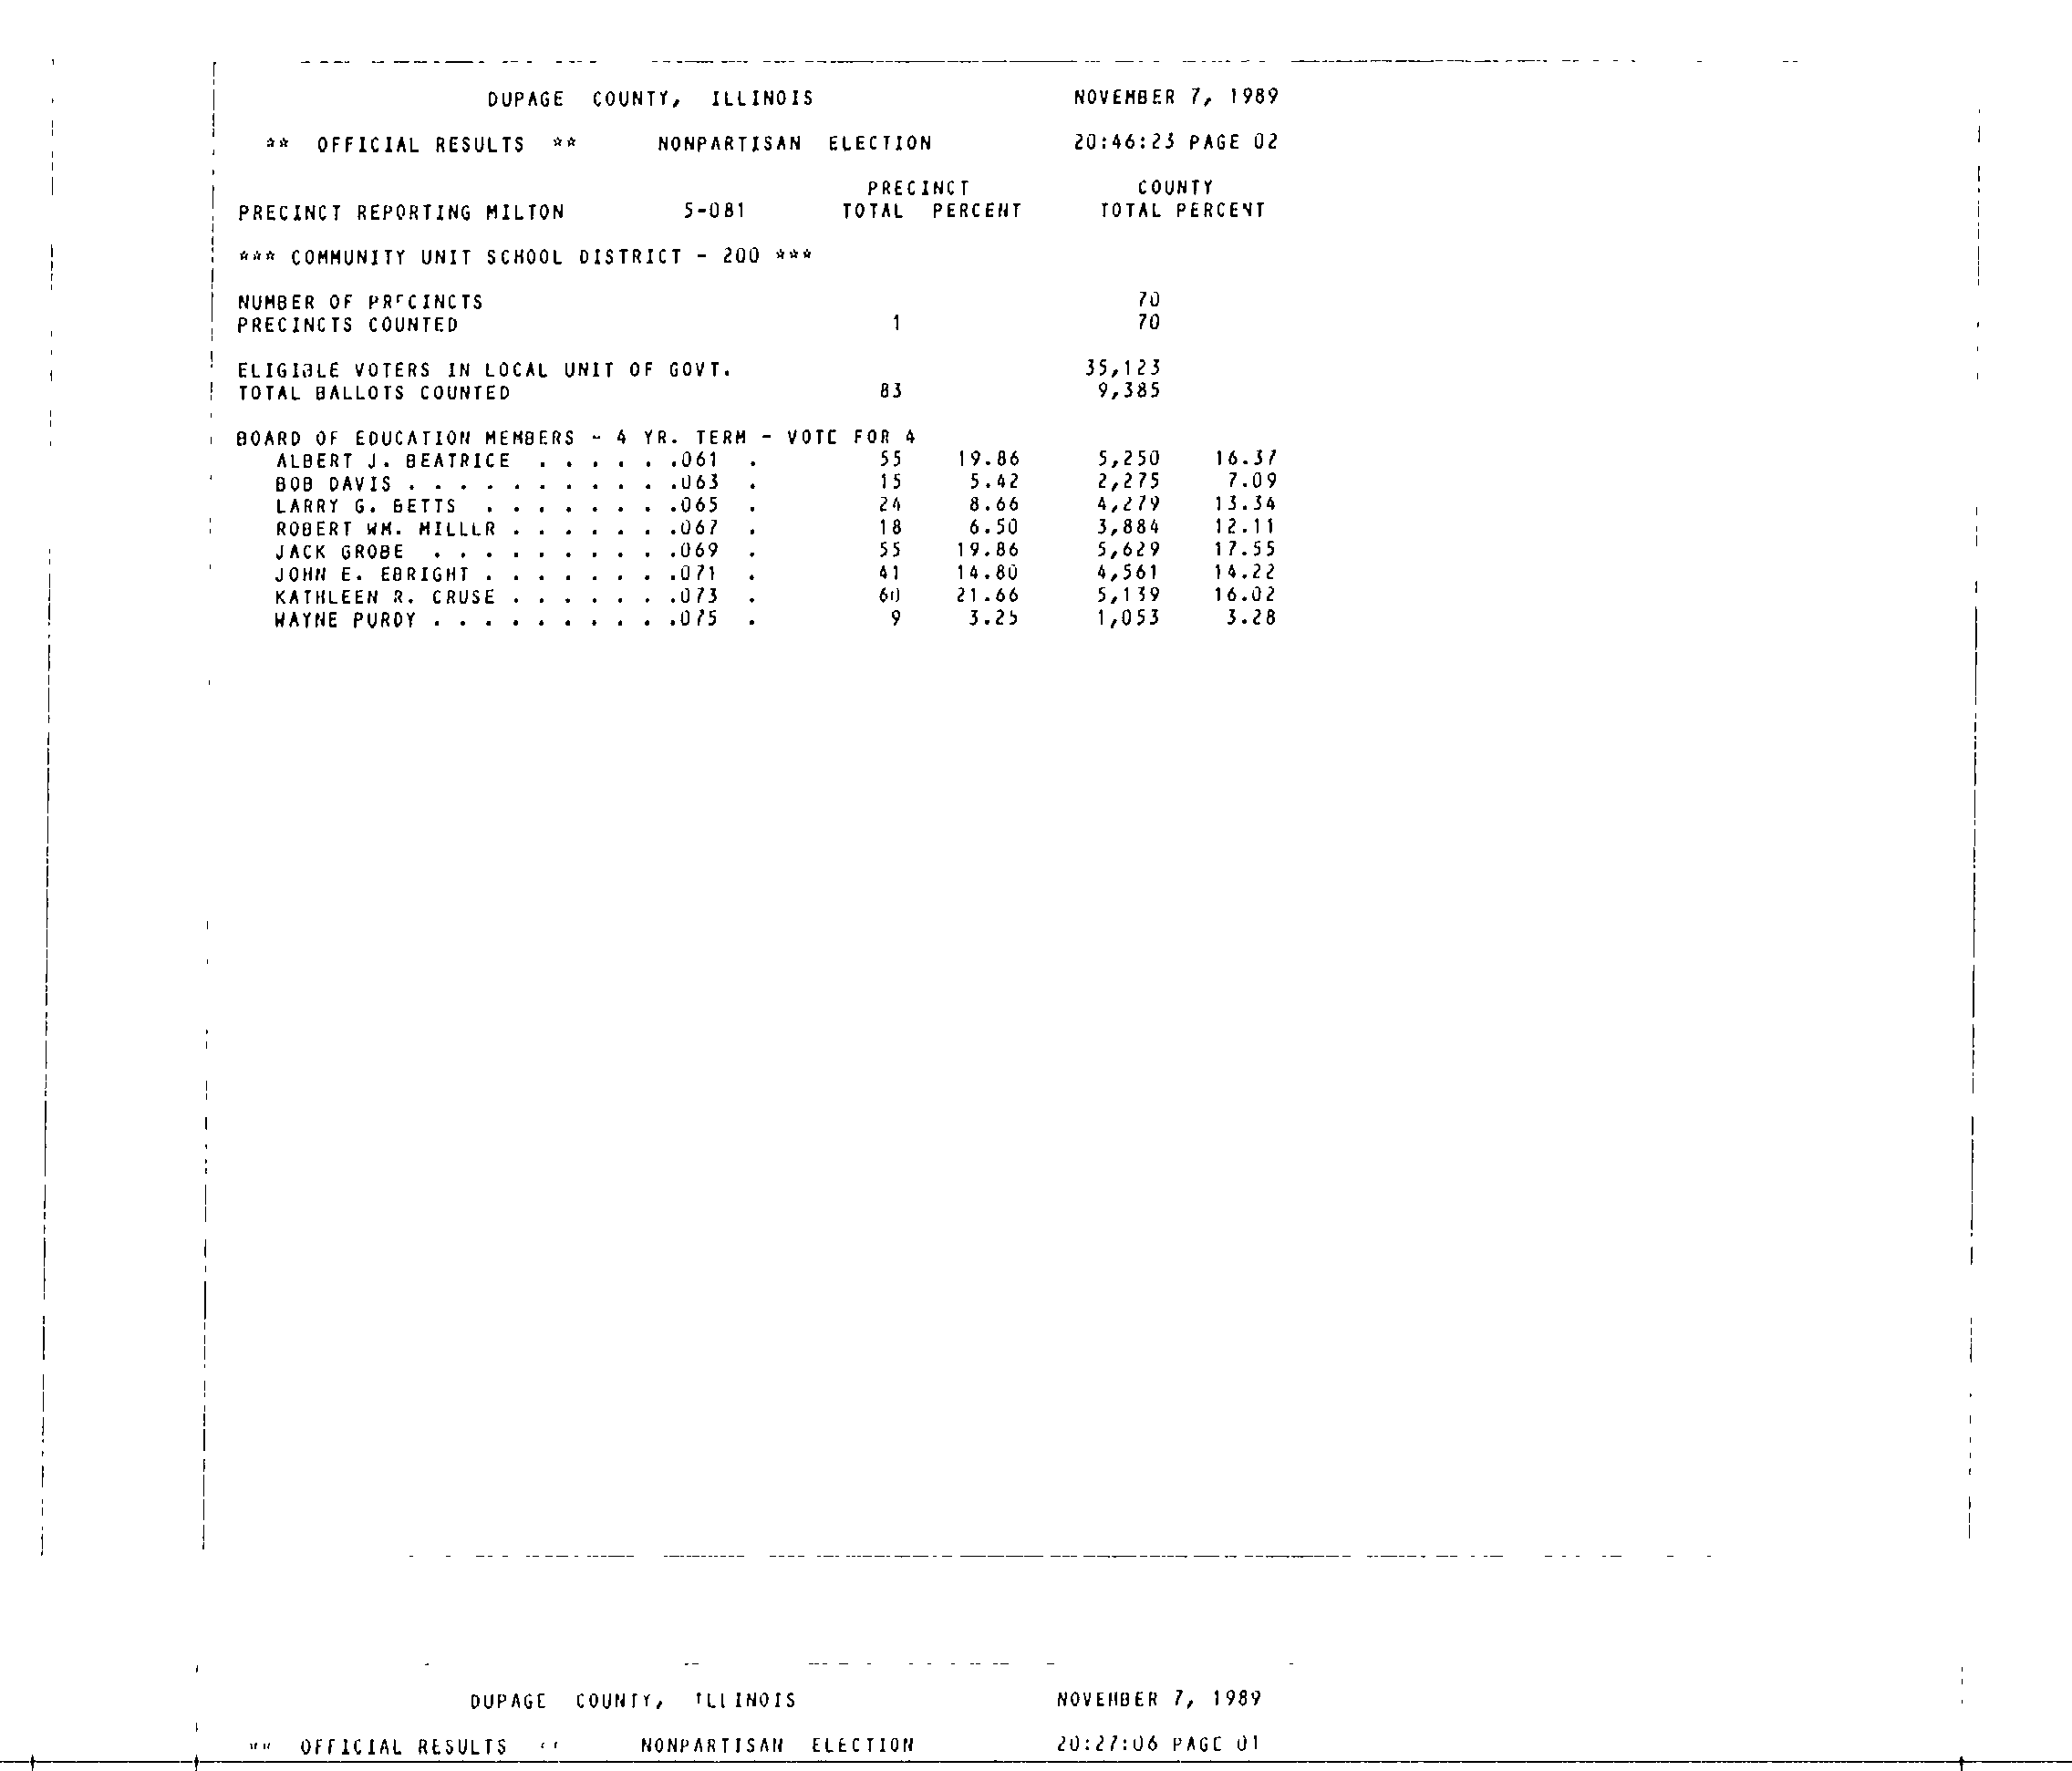 DUPAGE COUNTY, ILLINOIS NOVEMBER 7, 1989
** OFFICIAL RESULTS ** NONPARTISAN ELECTION 20:46:23 PAGE 02
PRECINCT COUNTY
PRECINCT REPORTING MILTON 5-081 TOTAL PERCENT TOTAL PERCENT
*** COMMUNITY UNIT SCHOOL DISTRICT - 200 ***
NUMBER OF PRECINCTS 70
PRECINCTS COUNTED 1 70
ELIGIBLE VOTERS IN LOCAL UNIT OF GOVT. 35,123
TOTAL BALLOTS COUNTED 83 9,385
BOARD OF EDUCATION MEMBERS - 4 YR. TERM - VOTE FOR 4
ALBERT J. BEATRICE . . . . . .061 . 55 19.86 5,250 16.37
BOB DAVIS . . . . . . . . . . .063 . 15 5.42 2,275 7.09
LARRY G. BETTS . . . . . . . .065 . 24 8.66 4,279 13.34
ROBERT WM. MILLER . . . . . . .067 . 18 6.50 3,884 12.11
JACK GROBE . . . . . . . . . .069 . 55 19.86 5,629 17.55
JOHN E. EBRIGHT . . . . . . . .071 . 41 14.80 4,561 14.22
KATHLEEN R. CRUSE . . . . . . .073 . 60 21.66 5,139 16.02
WAYNE PURDY . . . . . . . . . .075 . 9 3.25 1,053 3.28
DUPAGE COUNTY, ILLINOIS NOVEMBER 7, 1989
** OFFICIAL RESULTS ** NONPARTISAN ELECTION 20:27:06 PAGE 01